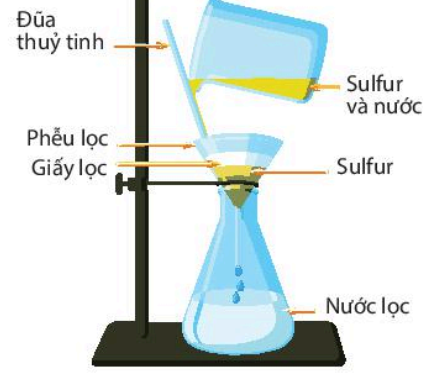 Đũa
thuỷ tinh
Sulfur
và nước
Phễu lọc
Giấy lọc
Sulfur
Nước lọc